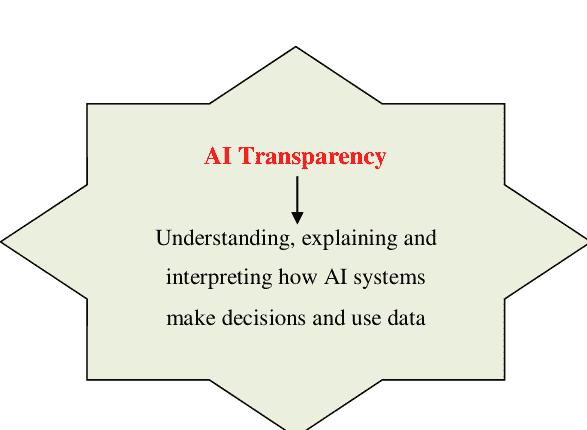 AI Transparency
Understanding, explaining and
interpreting how AI systems
make decisions and use data